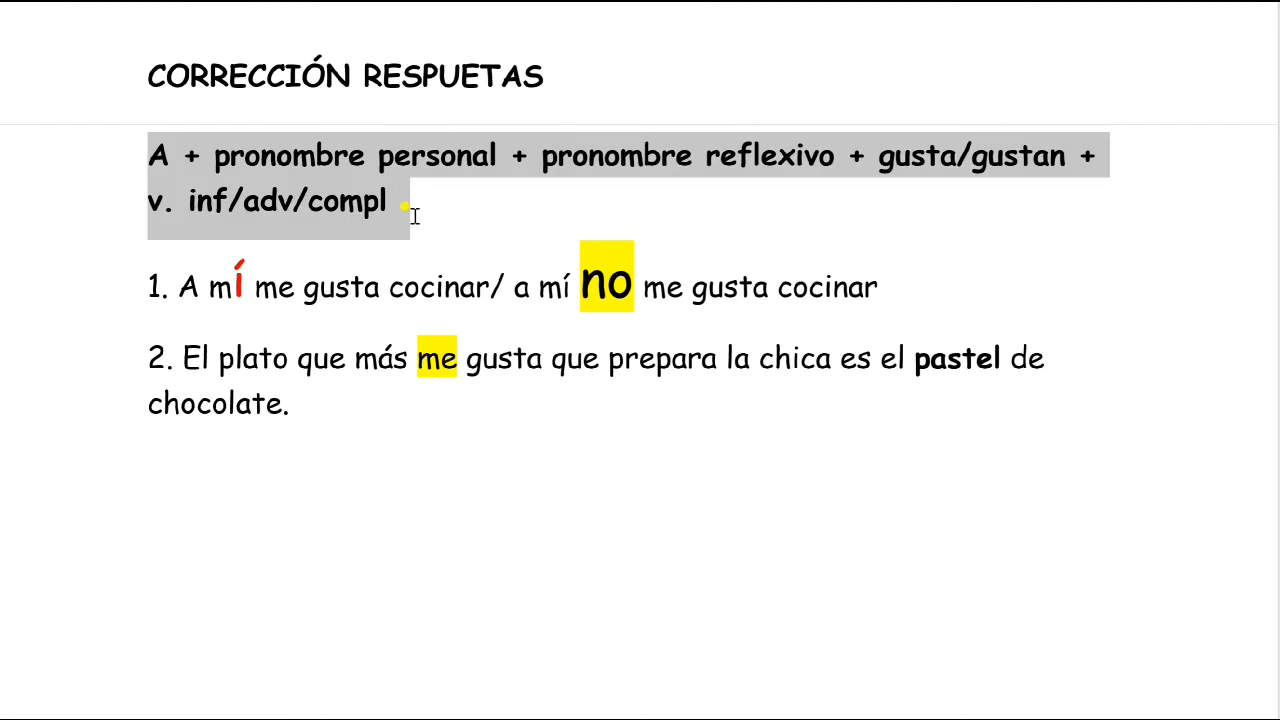 CORRECCIÓN RESPUETAS
A + pronombre personal + pronombre reflexivo + gusta/gustan +
v. inf/adv/compl .
1. A mí me gusta cocinar/ a mí no me gusta cocinar
2. El plato que más me gusta que prepara la chica es el pastel de
chocolate.